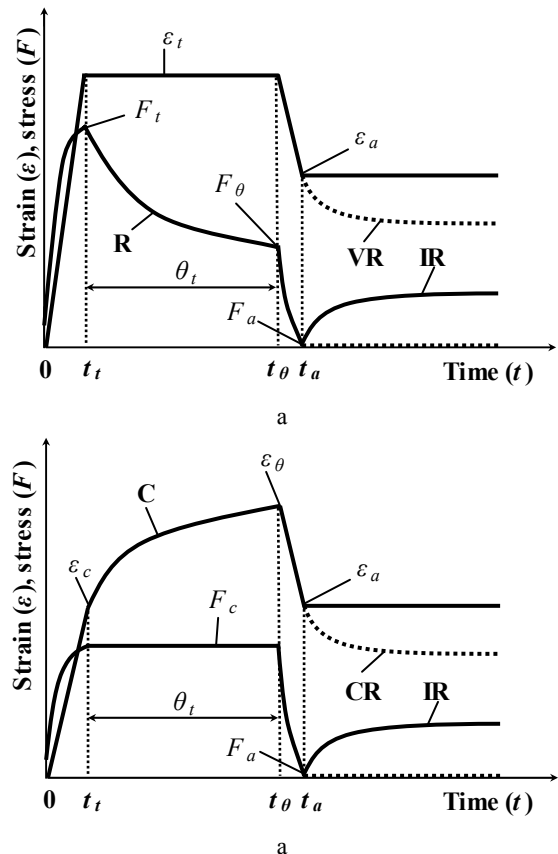 Strain (ε), stress (F)
ε_t
F_t
ε_a
F_θ
R
VR
IR
θ_t
F_a
0
t_t
t_θ
t_a
Time (t)
a
Strain (ε), stress (F)
ε_θ
C
ε_c
ε_a
F_c
CR
IR
θ_t
F_a
0
t_t
t_θ
t_a
Time (t)
a